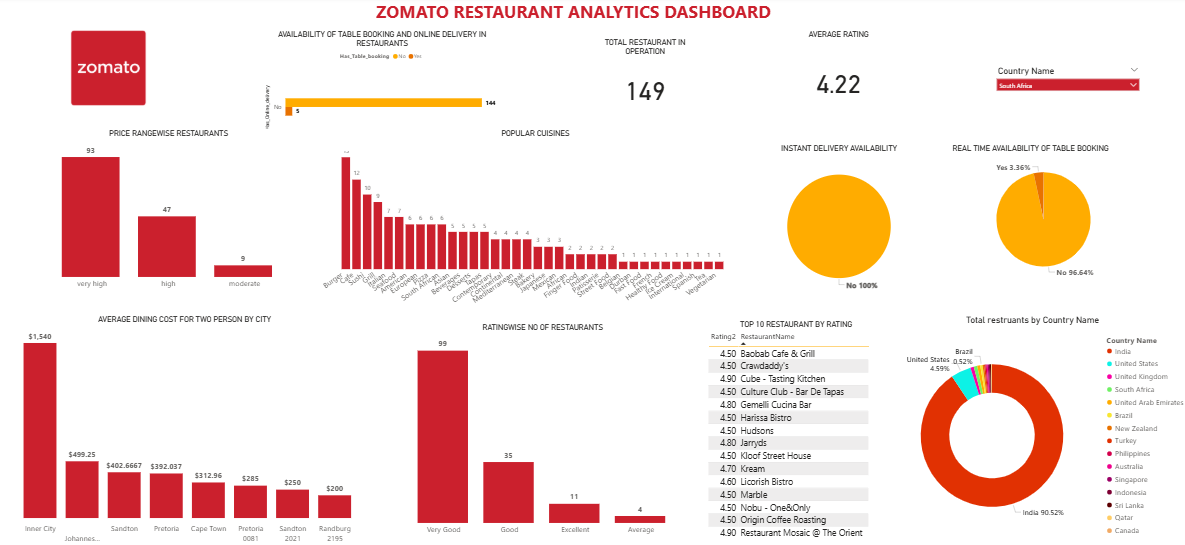 ZOMATO RESTAURANT ANALYTICS DASHBOARD
zomato
AVAILABILITY OF TABLE BOOKING AND ONLINE DELIVERY IN
RESTAURANTS
Has_Table_booking No Yes
Has_Online_delivery
No
144
5
TOTAL RESTAURANT IN
OPERATION
149
AVERAGE RATING
4.22
Country Name
South Africa
PRICE RANGEWISE RESTAURANTS
93
47
9
very high high moderate
POPULAR CUISINES
12
10
9
7 7
6 6 6 6
5 5 5 5
4 4 4 4
3 3 3
2 2 2 2 2
1 1 1 1 1 1 1 1 1 1
Burger
Cafe
Sushi
Grill
Italian
Seafood
American
European
Pizza
South African
Asian
Beverages
Desserts
Tapas
Contemporary
Continental
Mediterranean
Steak
Bakery
Japanese
Mexican
African
Finger Food
Indian
Patisserie
Street Food
Belgian
Durban
Fast Food
French
Healthy Food
Ice Cream
International
Spanish
Tea
Vegetarian
INSTANT DELIVERY AVAILABILITY
No 100%
REAL TIME AVAILABILITY OF TABLE BOOKING
Yes 3.36%
No 96.64%
AVERAGE DINING COST FOR TWO PERSON BY CITY
$1,540
$499.25
$402.6667
$392.037
$312.96
$285
$250
$200
Inner City
Johannes...
Sandton
Pretoria
Cape Town
Pretoria
0081
Sandton
2021
Randburg
2195
RATINGWISE NO OF RESTAURANTS
99
35
11
4
Very Good Good Excellent Average
TOP 10 RESTAURANT BY RATING
Rating2 RestaurantName
4.50 Baobab Cafe & Grill
4.50 Crawdaddy's
4.90 Cube - Tasting Kitchen
4.50 Culture Club - Bar De Tapas
4.80 Gemelli Cucina Bar
4.50 Harissa Bistro
4.50 Hudsons
4.80 Jarryds
4.50 Kloof Street House
4.70 Kream
4.60 Licorish Bistro
4.50 Marble
4.50 Nobu - One&Only
4.50 Origin Coffee Roasting
4.90 Restaurant Mosaic @ The Orient
Total restruants by Country Name
Brazil
0.52%
United States
4.59%
India 90.52%
Country Name
India
United States
United Kingdom
South Africa
United Arab Emirates
Brazil
New Zealand
Turkey
Philippines
Australia
Singapore
Indonesia
Sri Lanka
Qatar
Canada